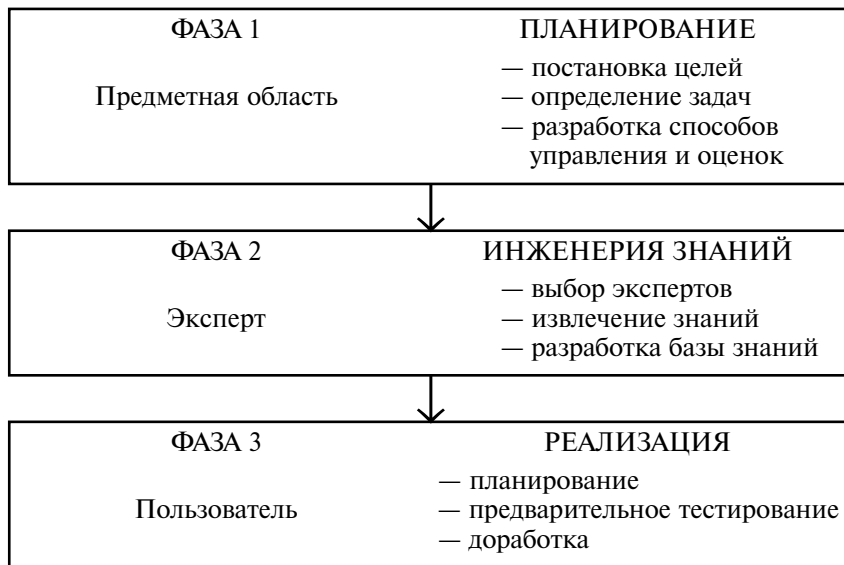 ФАЗА 1
Предметная область
ПЛАНИРОВАНИЕ
— постановка целей
— определение задач
— разработка способов
управления и оценок
ФАЗА 2
Эксперт
ИНЖЕНЕРИЯ ЗНАНИЙ
— выбор экспертов
— извлечение знаний
— разработка базы знаний
ФАЗА 3
Пользователь
РЕАЛИЗАЦИЯ
— планирование
— предварительное тестирование
— доработка